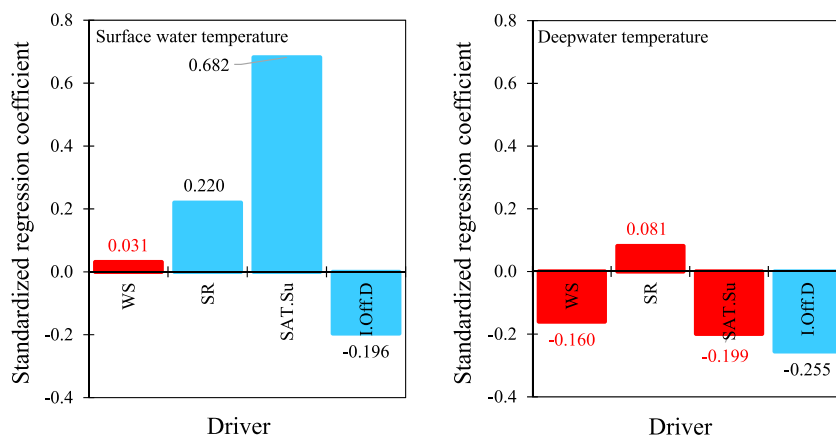 Surface water temperature
Standardized regression coefficient
0.8
0.6
0.4
0.2
0.0
-0.2
-0.4
0.031
0.220
0.682
-0.196
WS
SR
SAT.Su
I.Off.D
Driver
Deepwater temperature
Standardized regression coefficient
0.8
0.6
0.4
0.2
0.0
-0.2
-0.4
-0.160
0.081
-0.199
-0.255
WS
SR
SAT.Su
I.Off.D
Driver